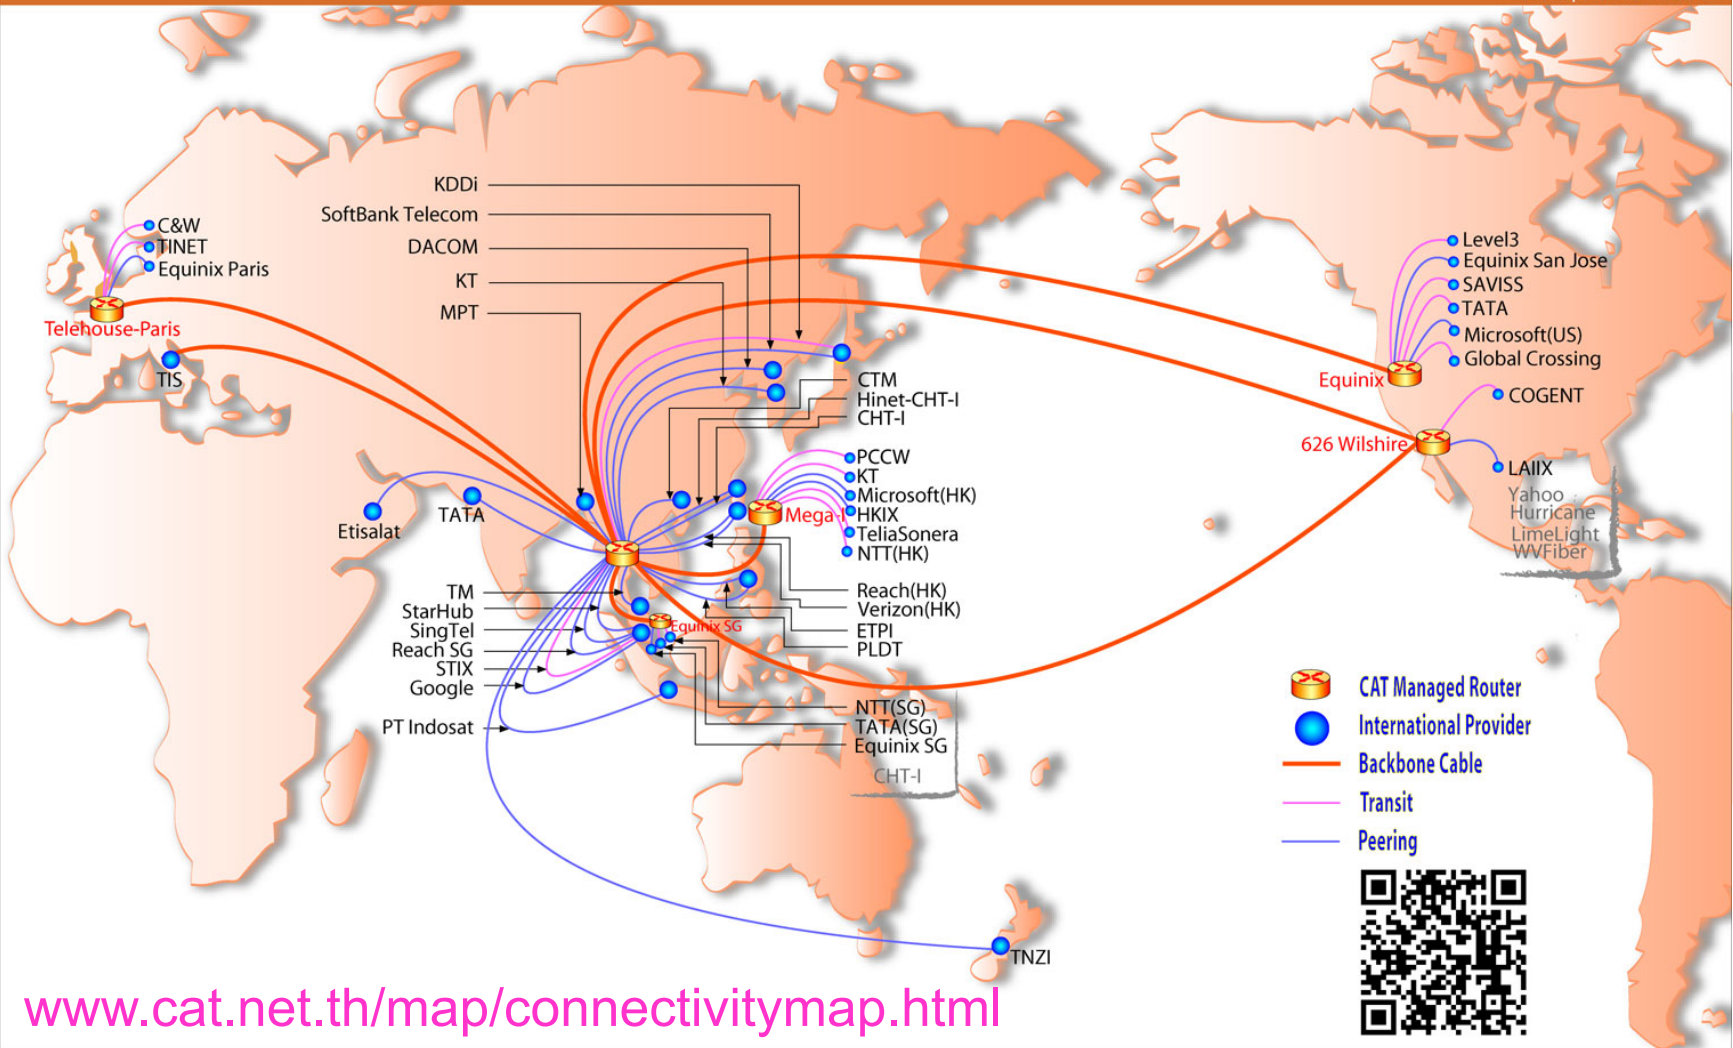 KDDi
SoftBank Telecom
DACOM
KT
MPT
C&W
TINET
Equinix Paris
Telehouse-Paris
TIS
Level3
Equinix San Jose
SAVISS
TATA
Microsoft(US)
Global Crossing
Equinix
COGENT
626 Wilshire
LAIIX
Yahoo
Hurricane
LimeLight
WVFiber
CTM
Hinet-CHT-I
CHT-I
PCCW
KT
Microsoft(HK)
Mega-I
HKIX
TeliaSonera
NTT(HK)
Etisalat
TATA
Reach(HK)
Verizon(HK)
ETPI
PLDT
TM
StarHub
SingTel
Reach SG
STIX
Google
PT Indosat
Equinix SG
NTT(SG)
TATA(SG)
Equinix SG
CHT-I
CAT Managed Router
International Provider
Backbone Cable
Transit
Peering
TNZI
www.cat.net.th/map/connectivitymap.html